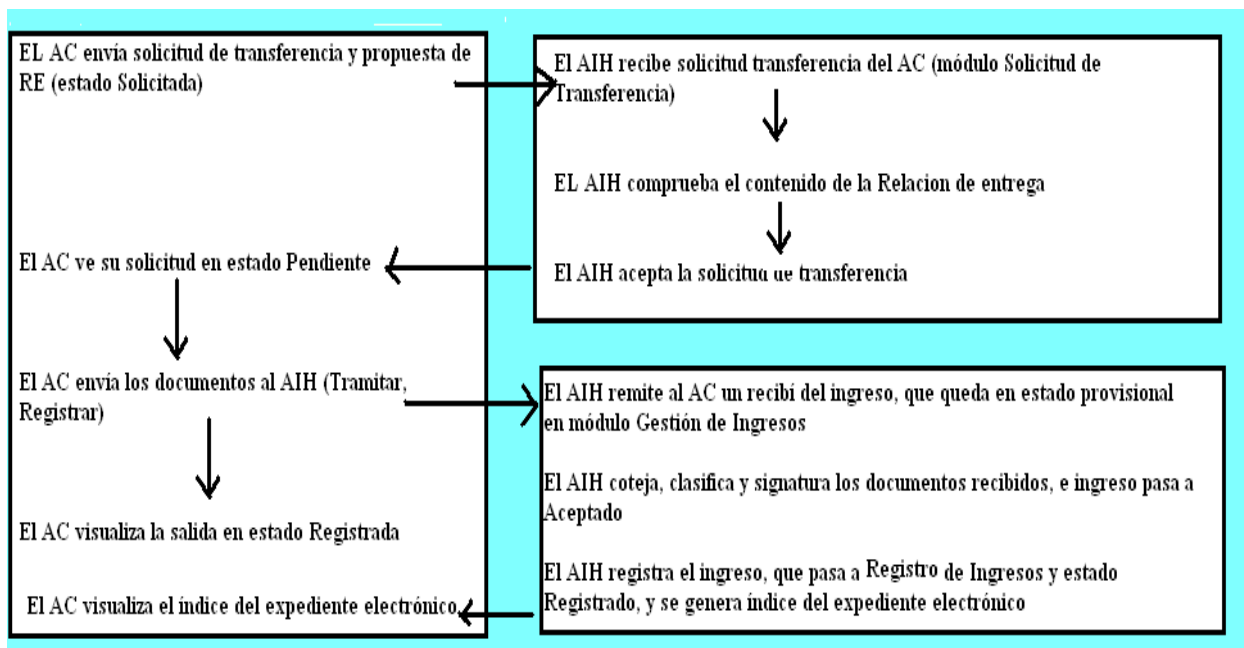 EL AC envía solicitud de transferencia y propuesta de
RE (estado Solicitada)
El AIH recibe solicitud transferencia del AC (módulo Solicitud de
Transferencia)
EL AIH comprueba el contenido de la Relacion de entrega
El AIH acepta la solicitud de transferencia
El AC ve su solicitud en estado Pendiente
El AC envía los documentos al AIH (Tramitar,
Registrar)
El AC visualiza la salida en estado Registrada
El AIH remite al AC un recibí del ingreso, que queda en estado provisional
en módulo Gestión de Ingresos
El AIH coteja, clasifica y signatura los documentos recibidos, e ingreso pasa a
Aceptado
El AIH registra el ingreso, que pasa a Registro de Ingresos y estado
Registrado, y se genera índice del expediente electrónico
El AC visualiza el índice del expediente electrónico.